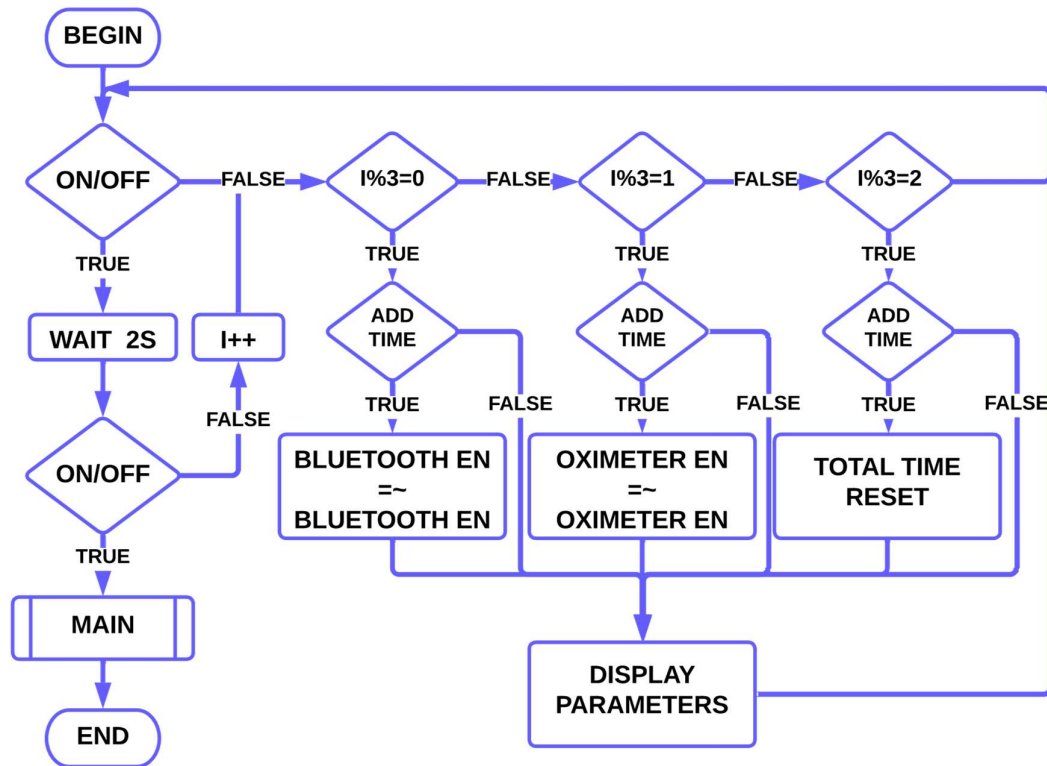 BEGIN
ON/OFF
FALSE
I%3=0
FALSE
I%3=1
FALSE
I%3=2
TRUE
TRUE
TRUE
TRUE
WAIT 2S
I++
ADD
TIME
ADD
TIME
ADD
TIME
TRUE
FALSE
TRUE
FALSE
TRUE
FALSE
FALSE
ON/OFF
BLUETOOTH EN
=~
BLUETOOTH EN
OXIMETER EN
=~
OXIMETER EN
TOTAL TIME
RESET
TRUE
MAIN
DISPLAY
PARAMETERS
END